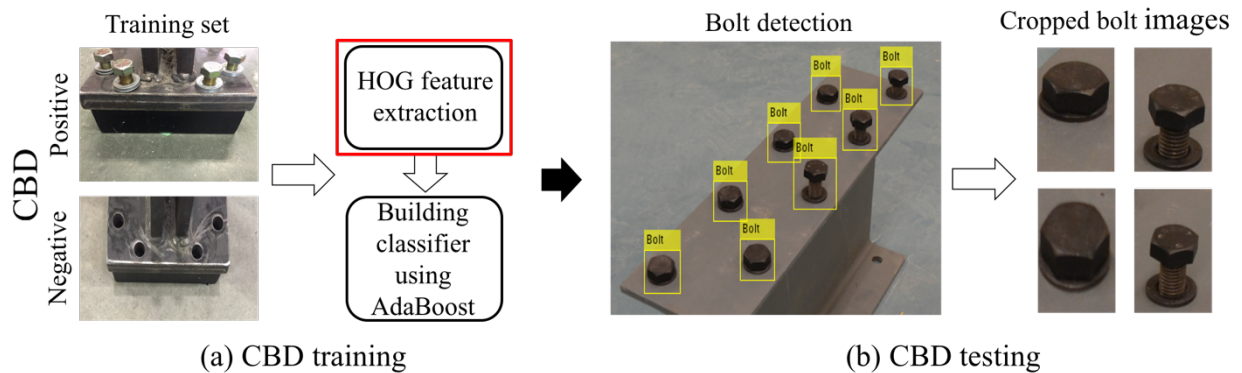 Training set
CBD
Positive
Negative
HOG feature
extraction
Building
classifier
using
AdaBoost
(a) CBD training
Bolt detection
Bolt
Bolt
Bolt
Bolt
Bolt
Bolt
Bolt
Bolt
Cropped bolt images
(b) CBD testing